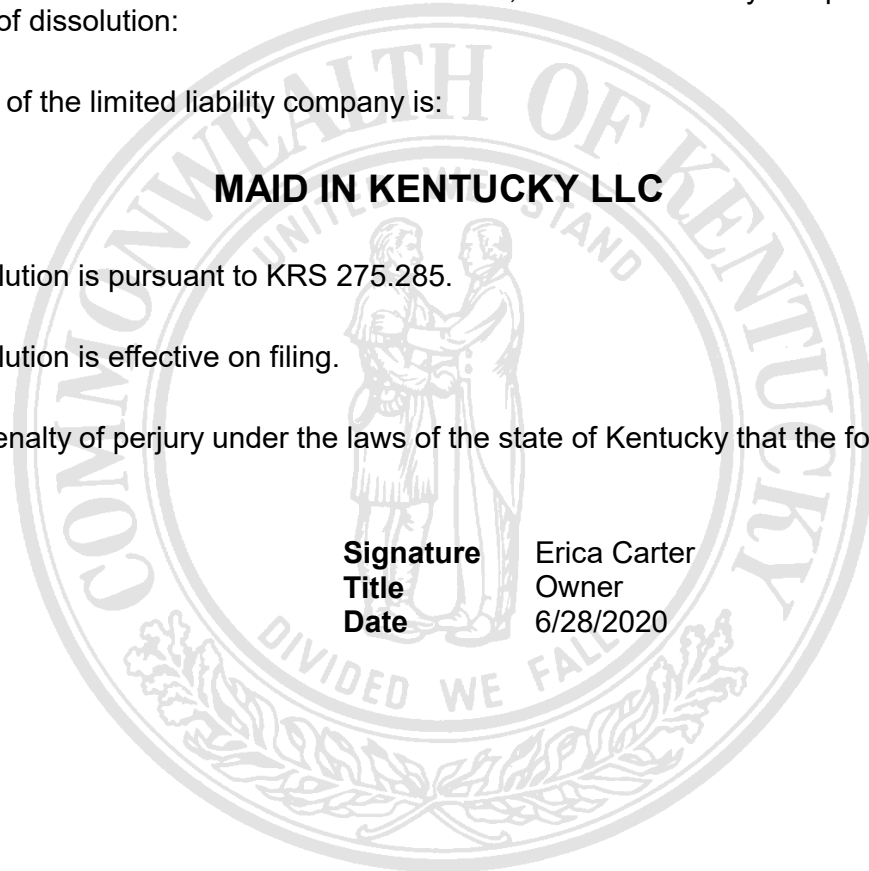 of dissolution:
of the limited liability company is:
MAID IN KENTUCKY LLC
lution is pursuant to KRS 275.285.
lution is effective on filing.
enalty of perjury under the laws of the state of Kentucky that the fo
Signature Erica Carter
Title Owner
Date 6/28/2020
COMMONWEALTH OF KENTUCKY
UNITED WE STAND
DIVIDED WE FALL